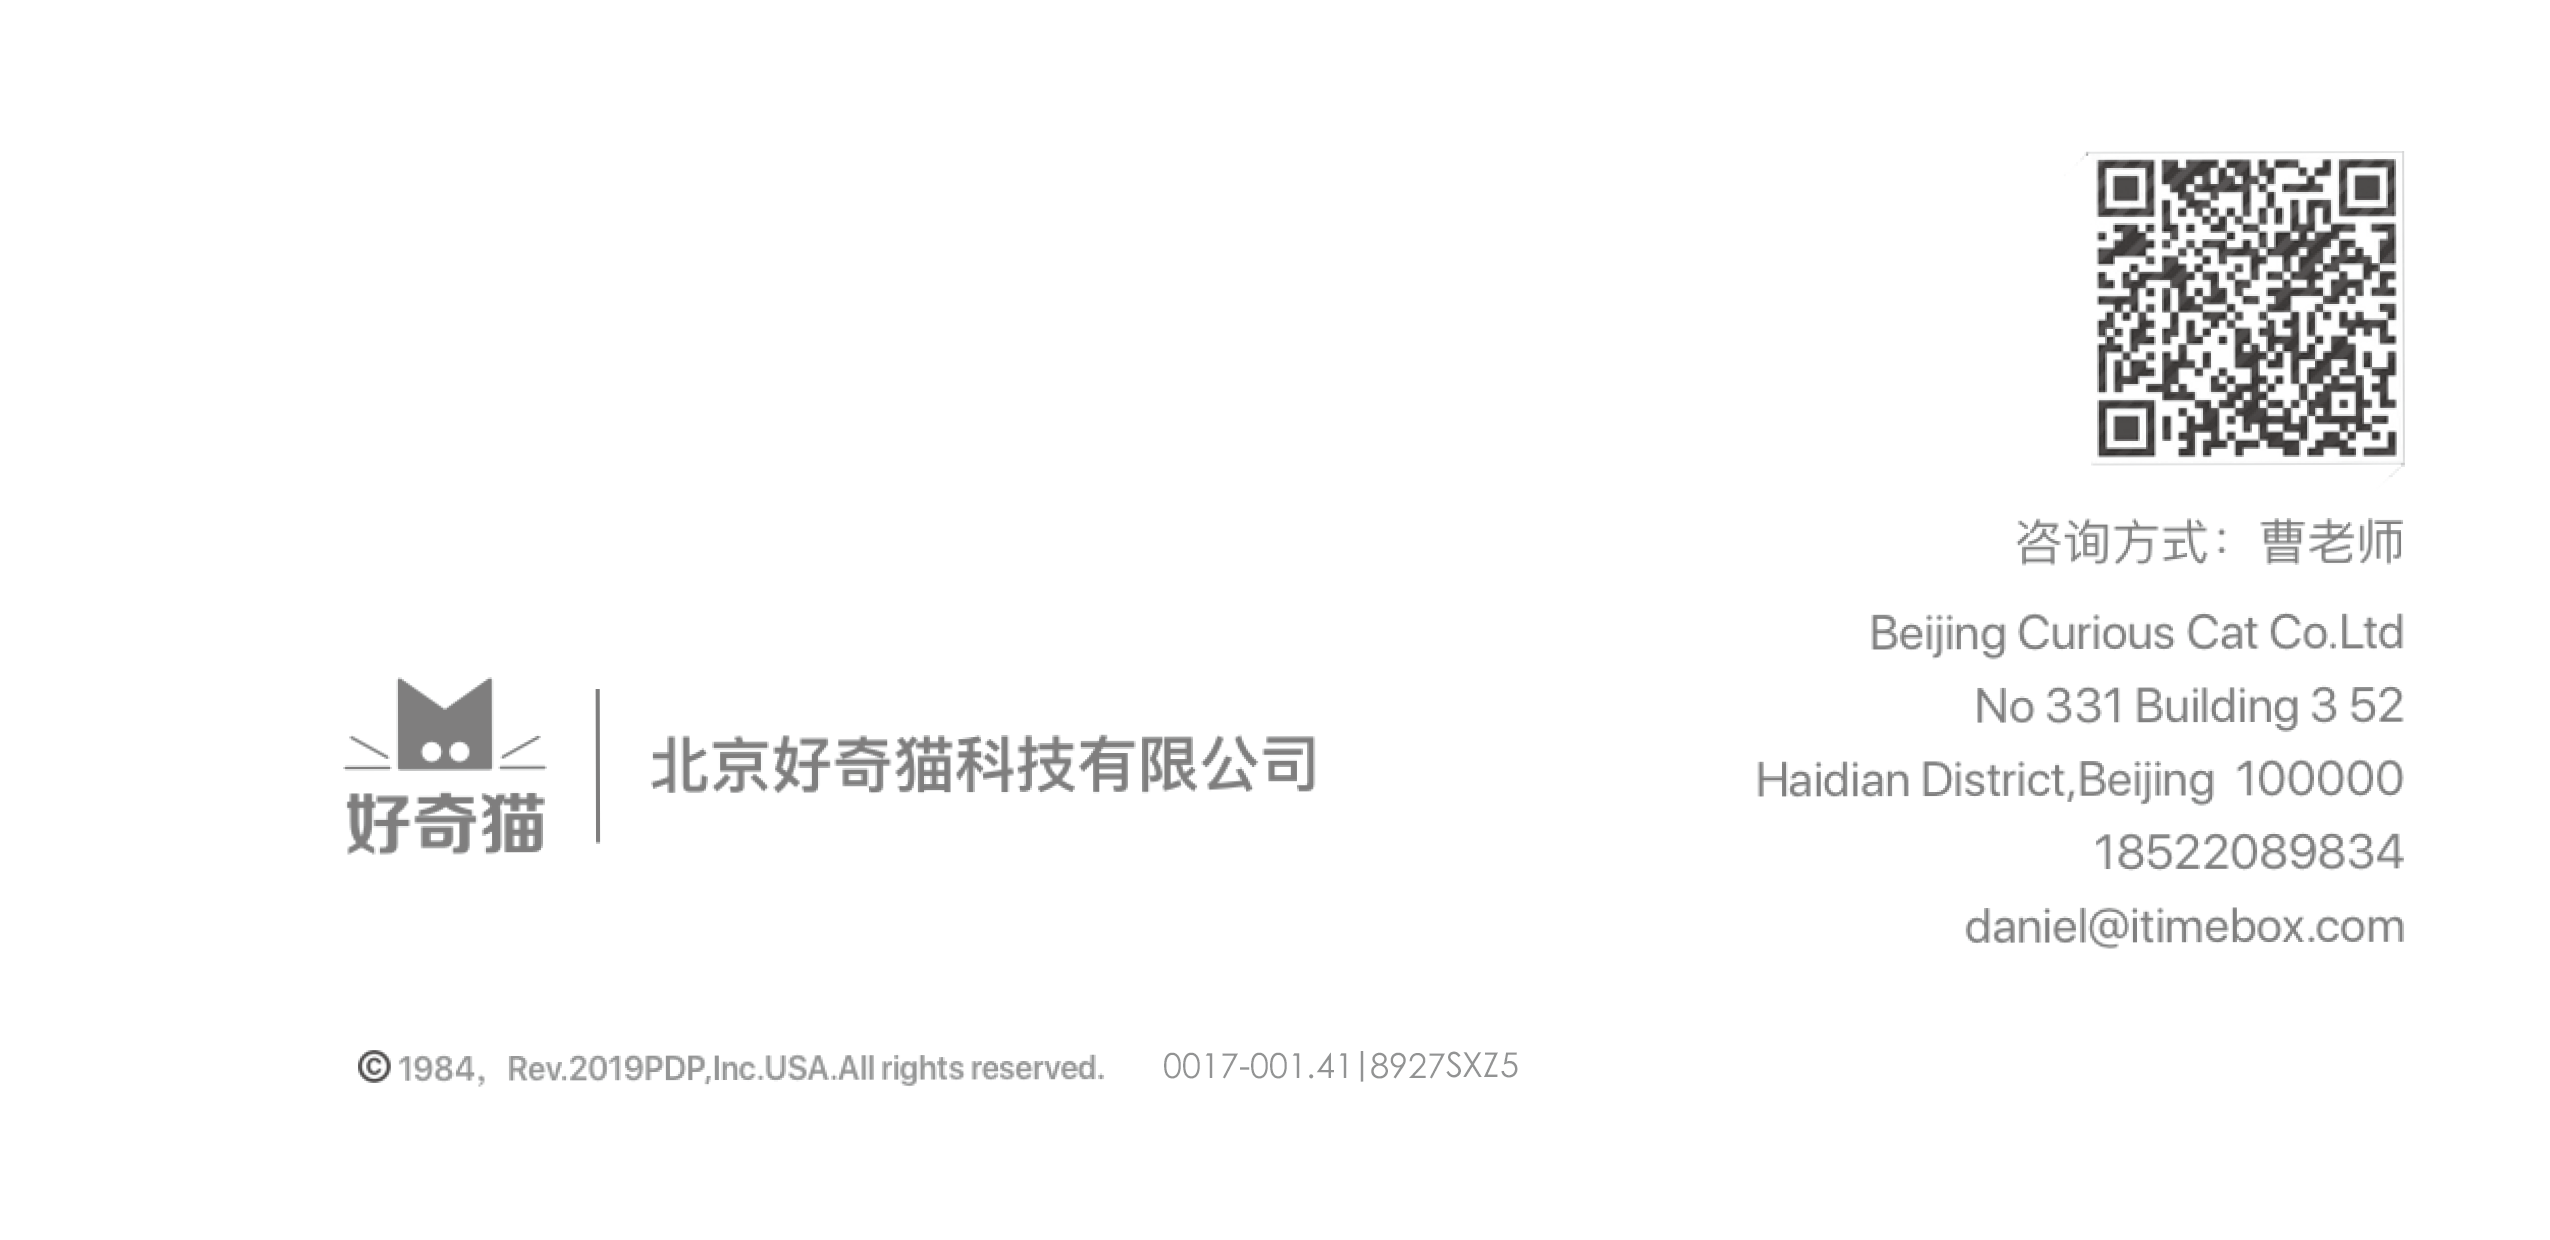 咨询方式：曹老师
Beijing Curious Cat Co.Ltd
No 331 Building 3 52
Haidian District,Beijing 100000
18522089834
daniel@itimebox.com
好奇猫
北京好奇猫科技有限公司
©1984，Rev.2019PDP,Inc.USA.All rights reserved. 0017-001.41|8927SXZ5